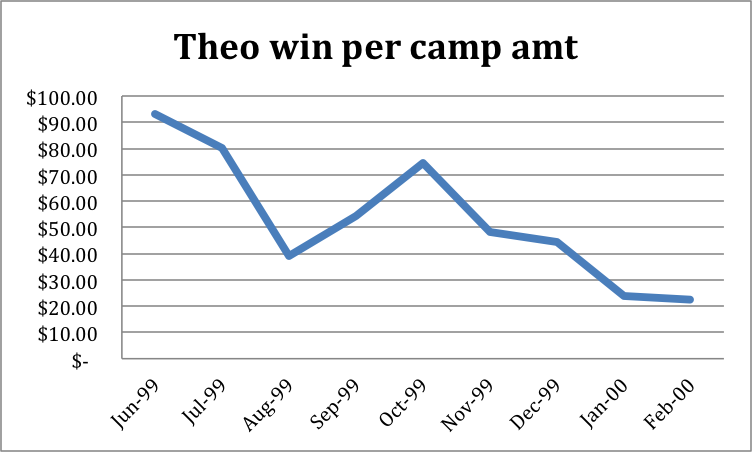 Theo win per camp amt
$100.00
$90.00
$80.00
$70.00
$60.00
$50.00
$40.00
$30.00
$20.00
$10.00
$-
Jun-99
Jul-99
Aug-99
Sep-99
Oct-99
Nov-99
Dec-99
Jan-00
Feb-00